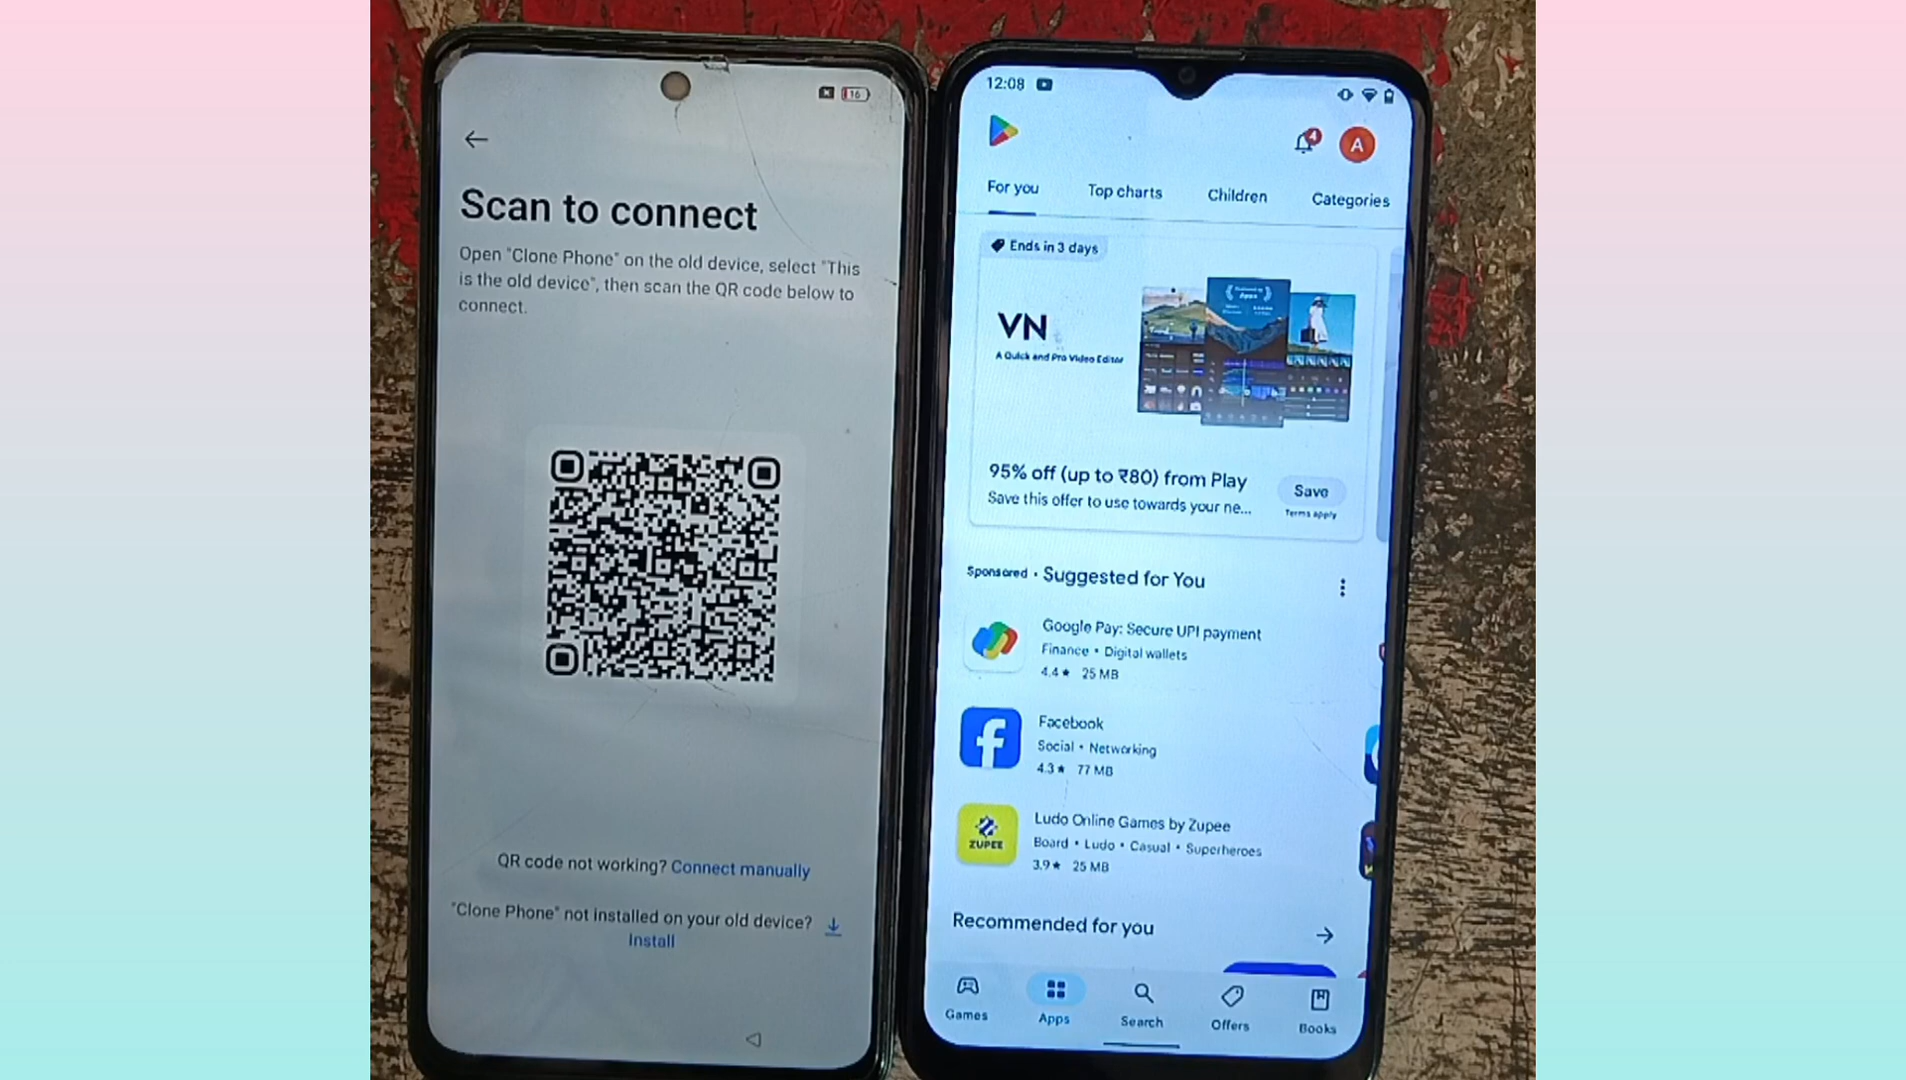 16
Scan to connect
Open "Clone Phone" on the old device, select "This
is the old device", then scan the QR code below to
connect.
QR code not working? Connect manually
"Clone Phone" not installed on your old device?
Install
12:08
4
A
For you
Top charts
Children
Categories
Ends in 3 days
VN
A Quick and Pro Video Editor
95% off (up to ₹80) from Play
Save this offer to use towards your ne...
Save
Terms apply
Sponsored • Suggested for You
Google Pay: Secure UPI payment
Finance • Digital wallets
4.4★ 25 MB
Facebook
Social • Networking
4.3★ 77 MB
ZUPEE
Ludo Online Games by Zupee
Board • Ludo • Casual • Superheroes
3.9★ 25 MB
Recommended for you
Games
Apps
Search
Offers
Books